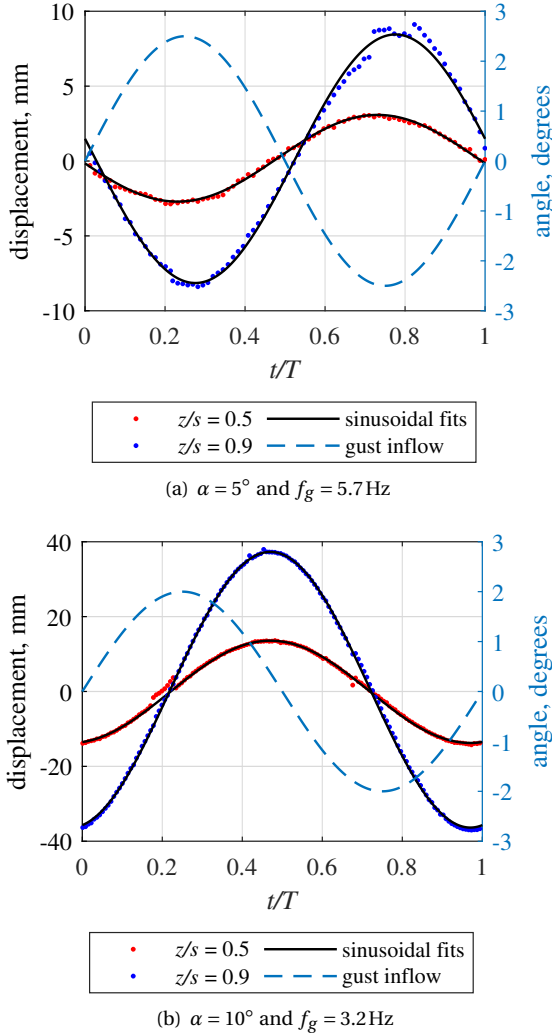 10
5
0
-5
-10
displacement, mm
3
2
1
0
-1
-2
-3
angle, degrees
0 0.2 0.4 0.6 0.8 1
t/T
z/s = 0.5 sinusoidal fits
z/s = 0.9 gust inflow
(a) α = 5° and f_g = 5.7 Hz
40
20
0
-20
-40
displacement, mm
3
2
1
0
-1
-2
-3
angle, degrees
0 0.2 0.4 0.6 0.8 1
t/T
z/s = 0.5 sinusoidal fits
z/s = 0.9 gust inflow
(b) α = 10° and f_g = 3.2 Hz